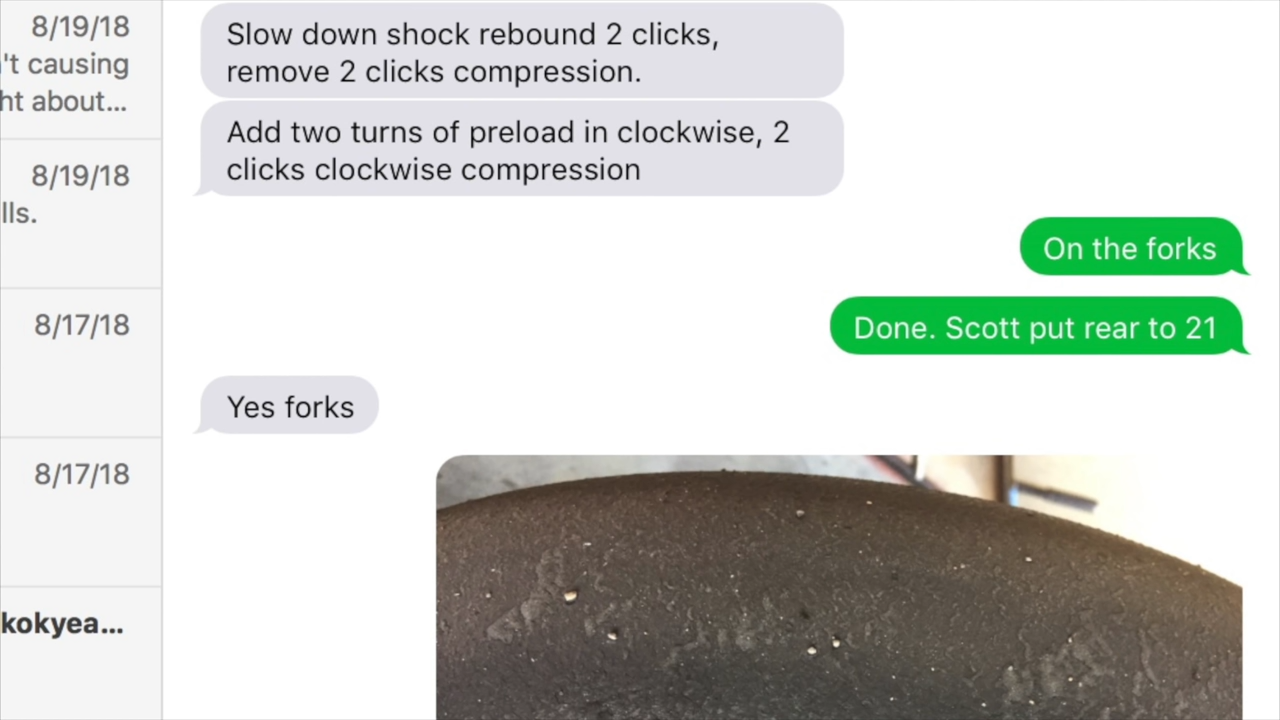 8/19/18
't causing
ht about...
8/19/18
lls.
8/17/18
8/17/18
kokyea...
Slow down shock rebound 2 clicks,
remove 2 clicks compression.
Add two turns of preload in clockwise, 2
clicks clockwise compression
On the forks
Done. Scott put rear to 21
Yes forks